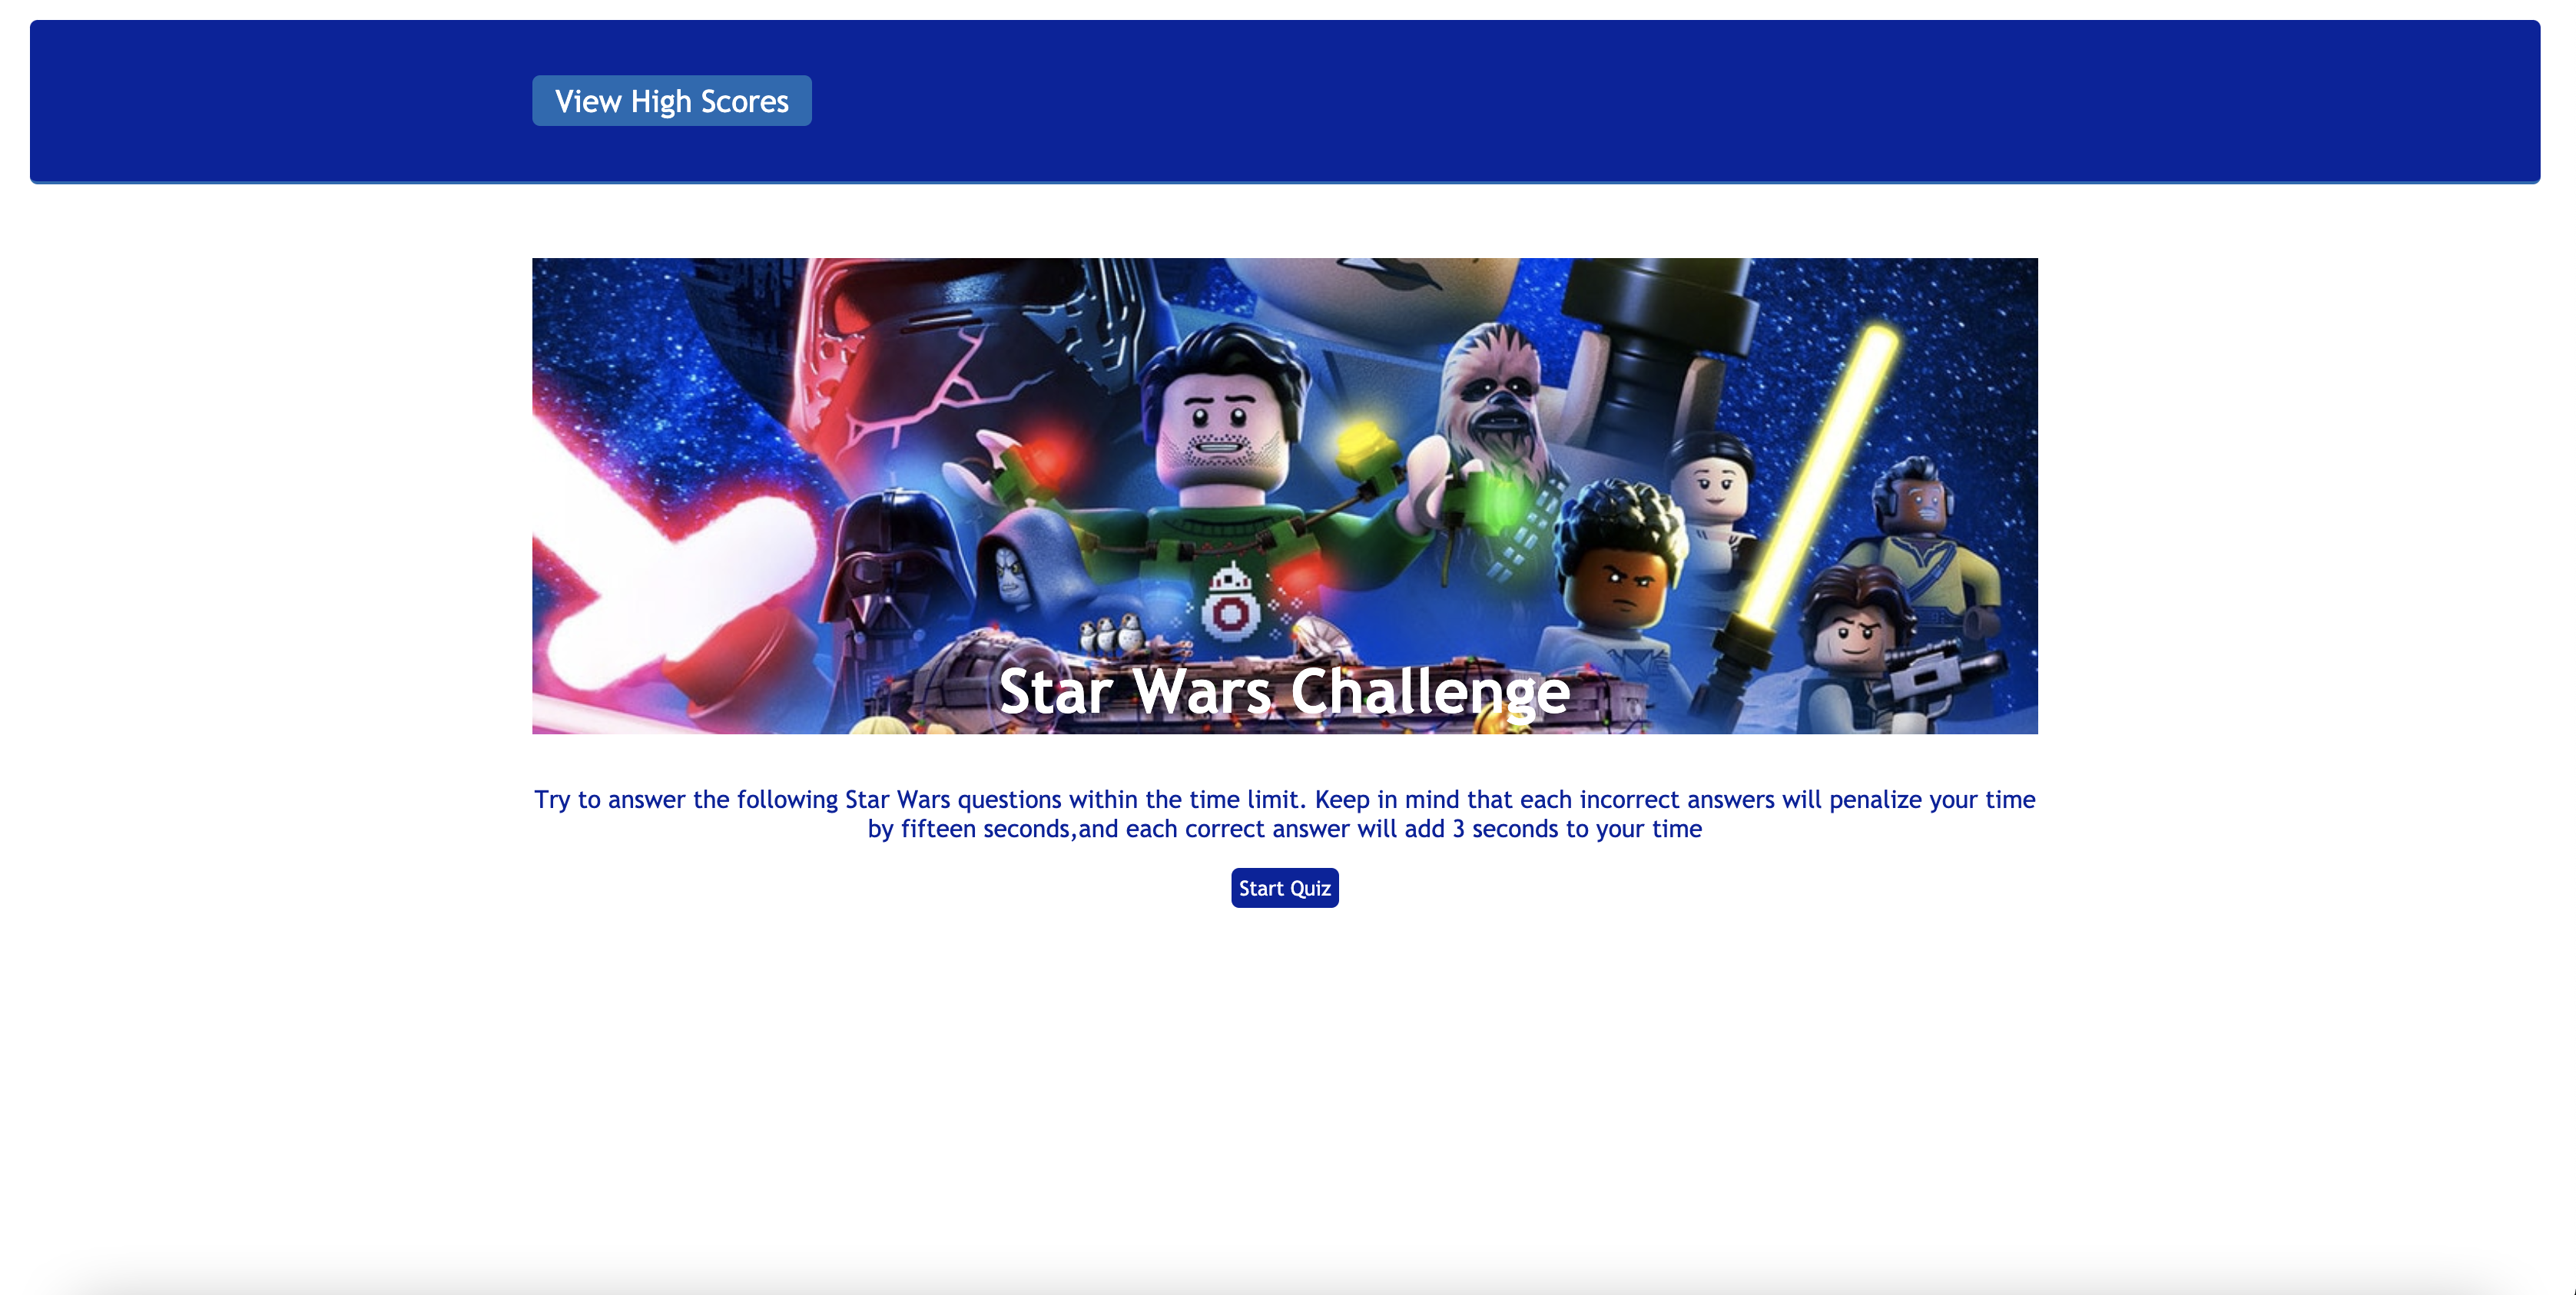 View High Scores
Star Wars Challenge
Try to answer the following Star Wars questions within the time limit. Keep in mind that each incorrect answers will penalize your time
by fifteen seconds,and each correct answer will add 3 seconds to your time
Start Quiz